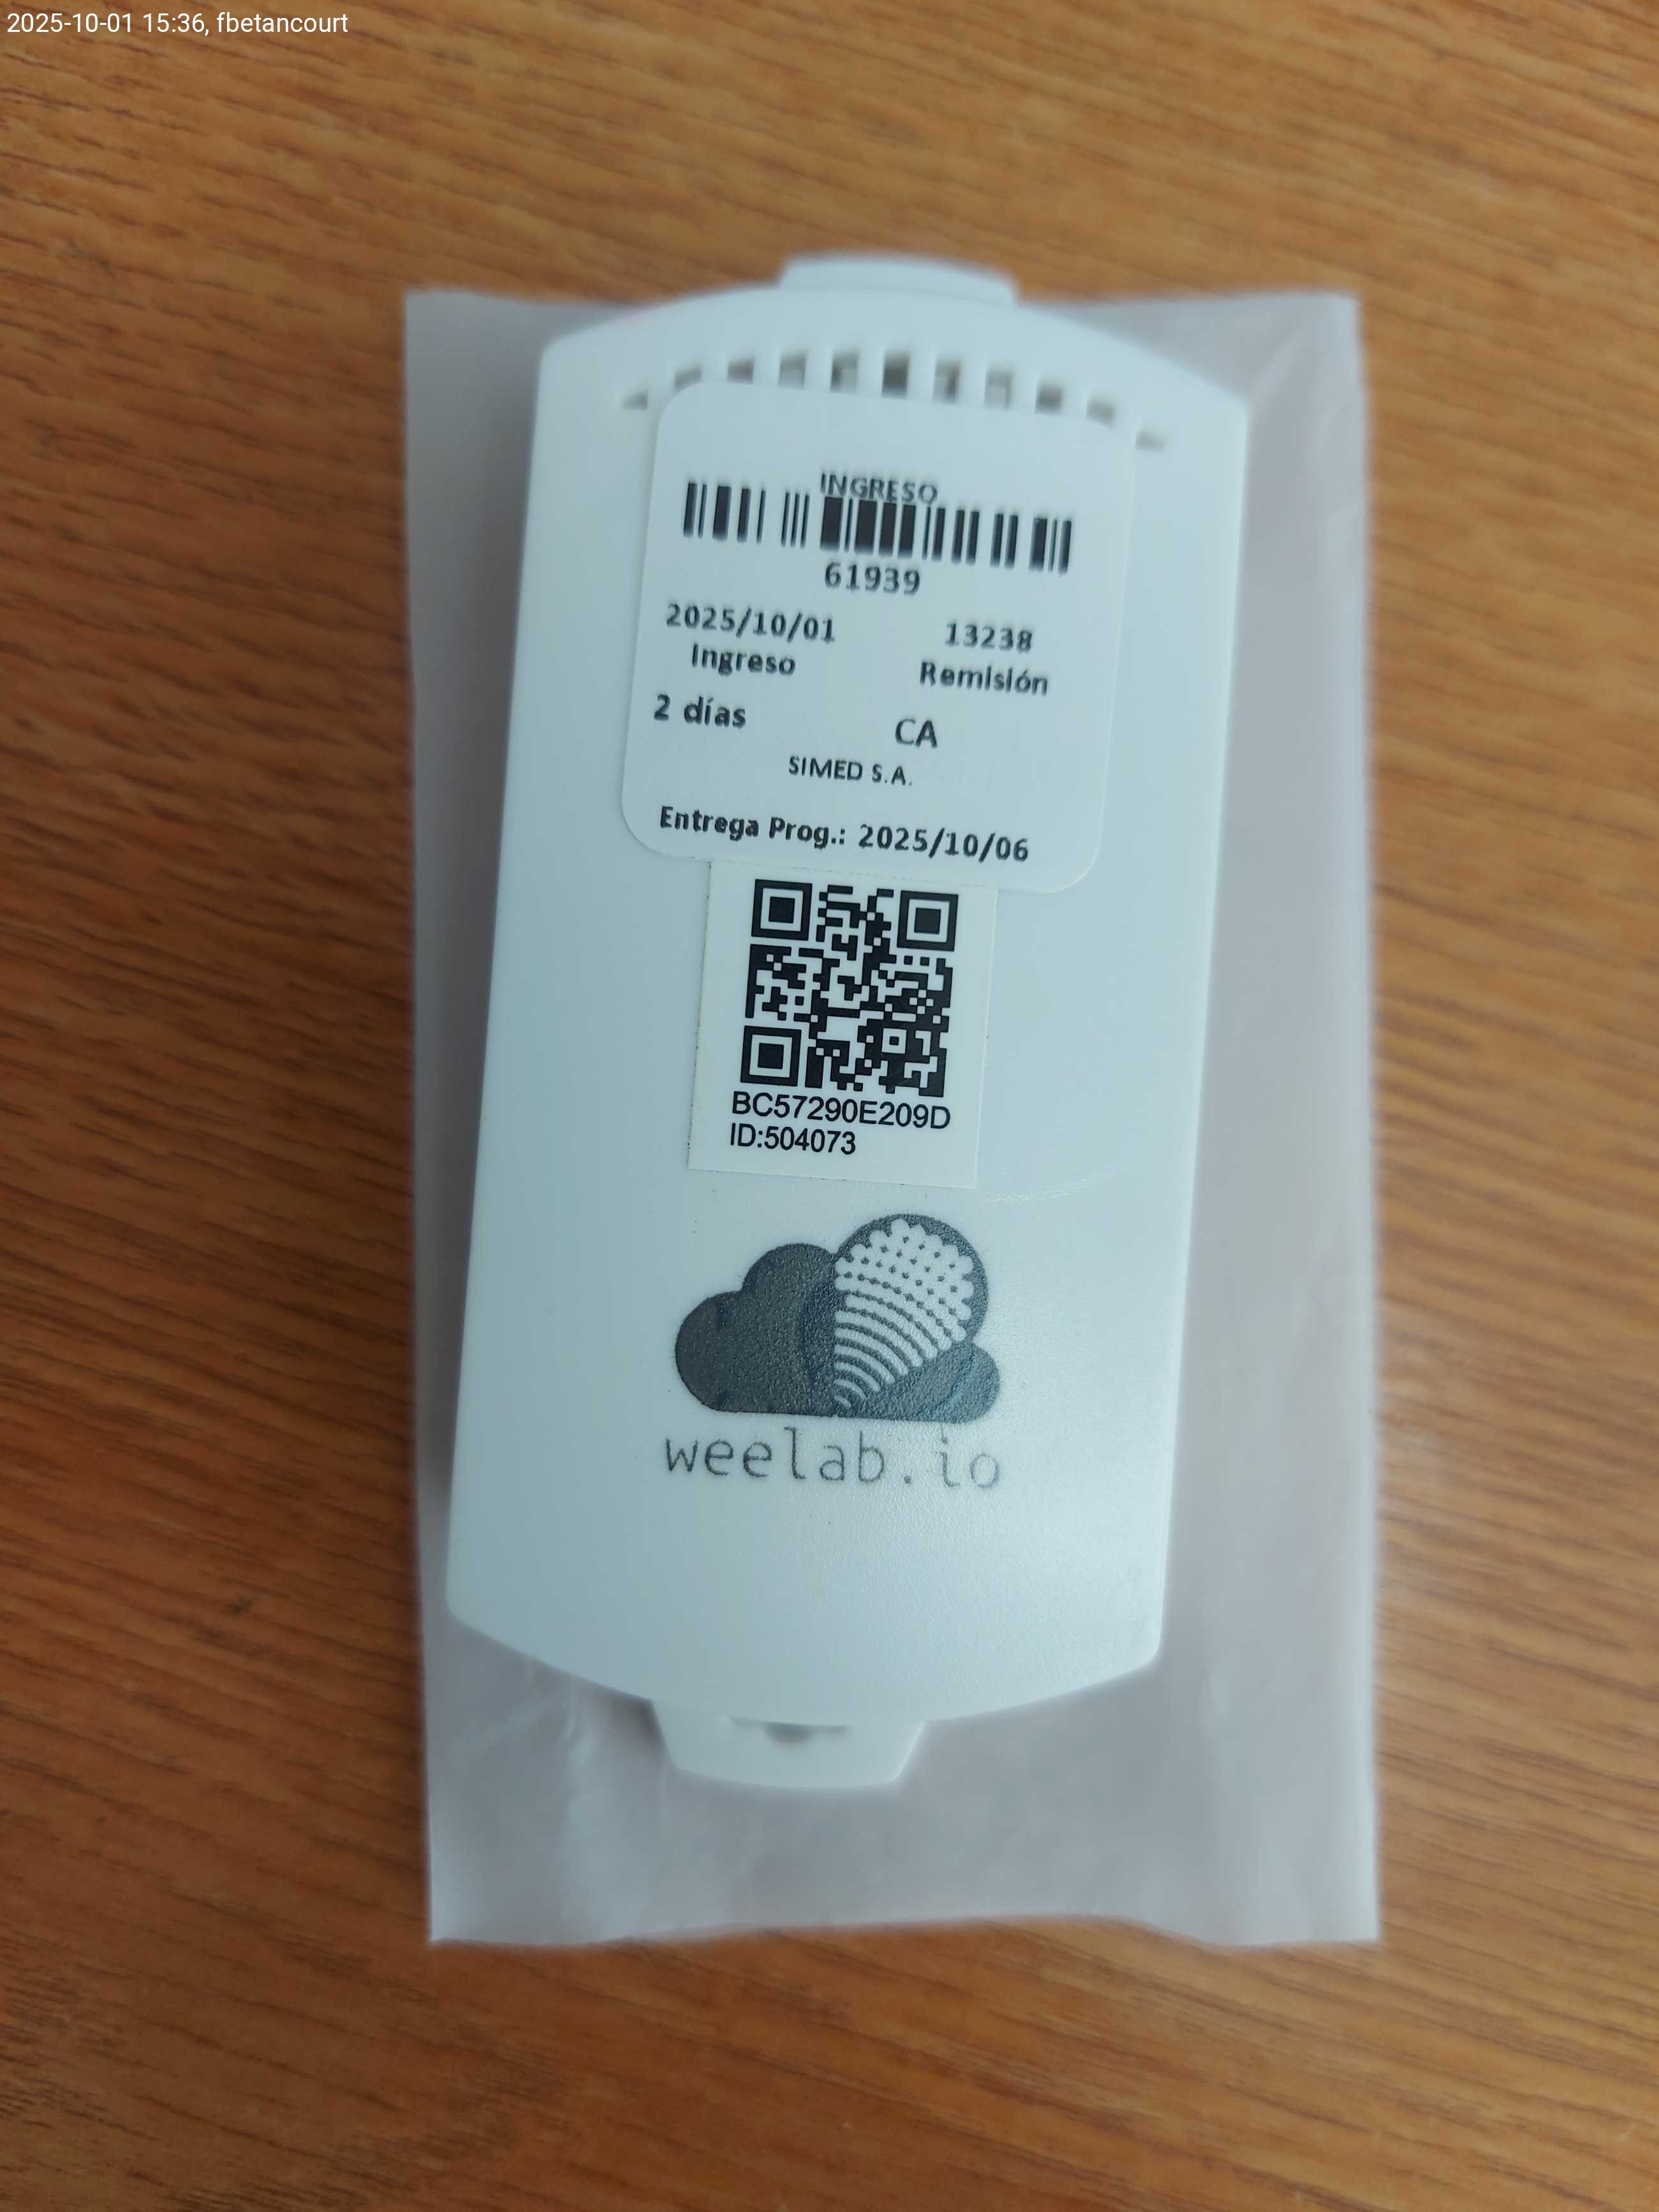 2025-10-01 15:36, fbetancourt
INGRESO
61939
2025/10/01 13238
Ingreso Remisión
2 días CA
SIMED S.A.
Entrega Prog.: 2025/10/06
BC57290E209D
ID:504073
weelab.io